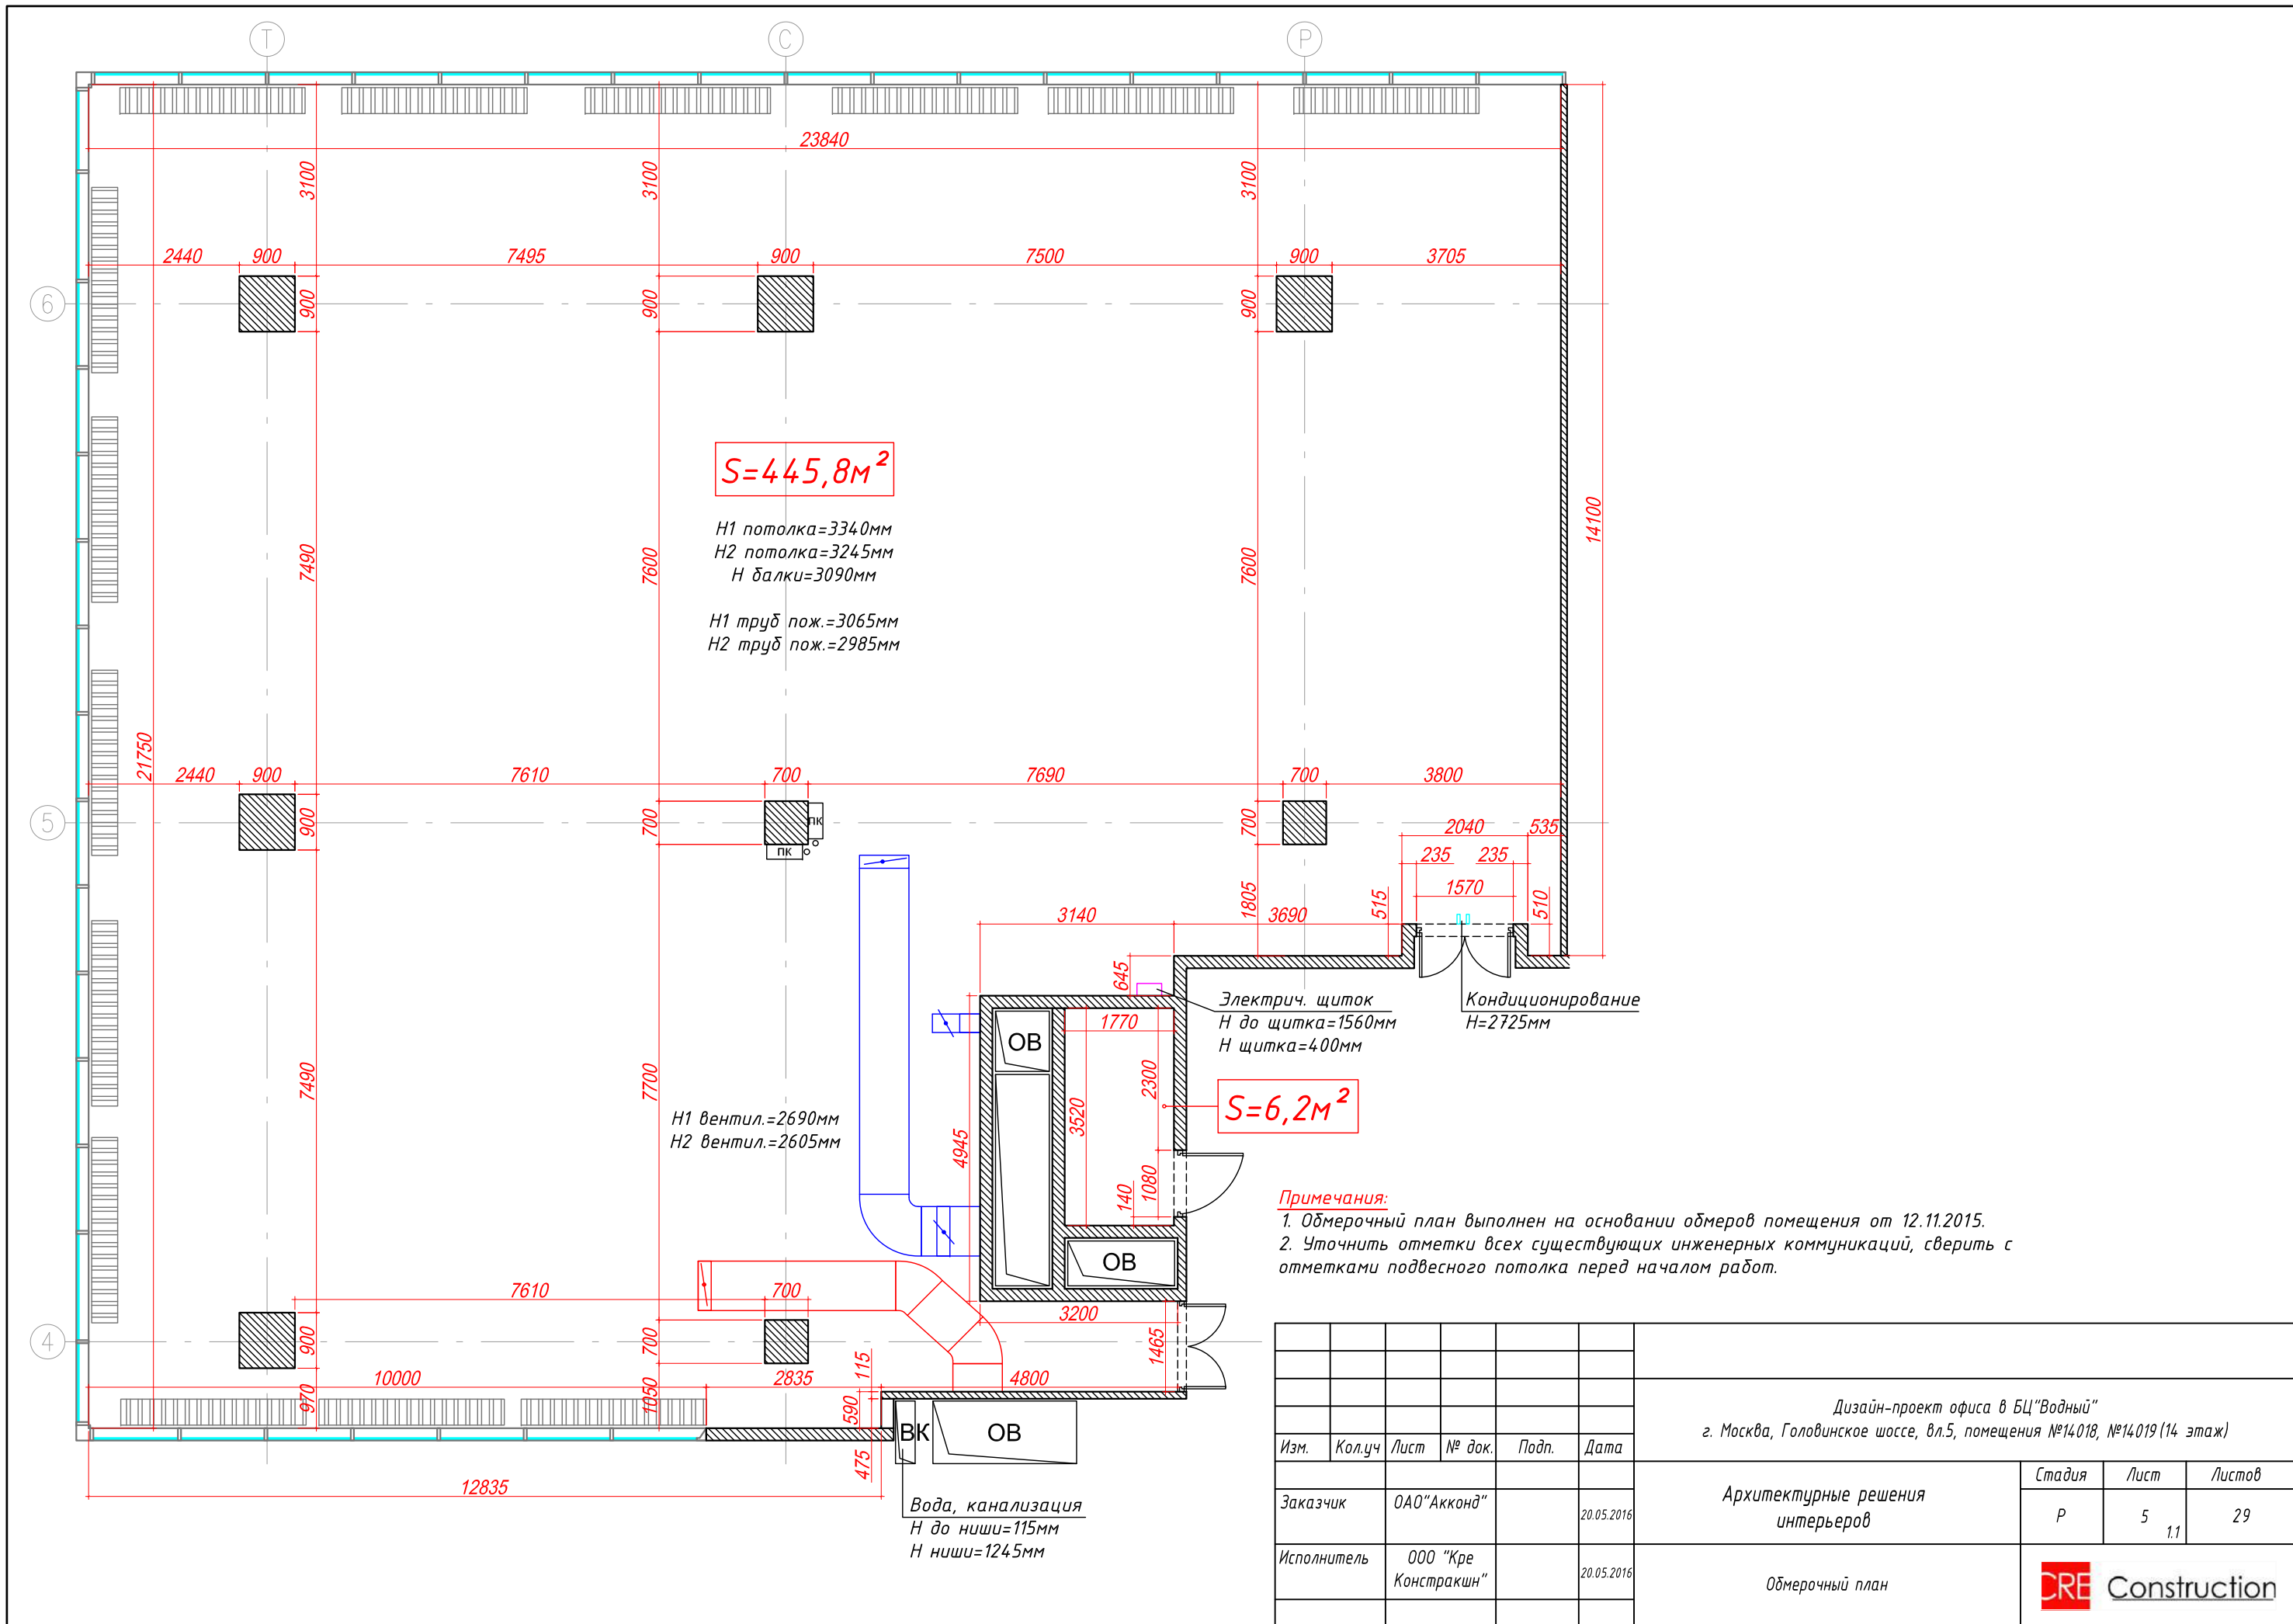 Т
С
Р
23840
3100
3100
3100
2440
900
7495
900
7500
900
3705
6
900
900
900
S=445,8м²
Н1 потолка=3340мм
Н2 потолка=3245мм
Н балки=3090мм
Н1 труб пож.=3065мм
Н2 труб пож.=2985мм
14100
7490
7600
7600
21750
2440
900
7610
700
7690
700
3800
5
900
700
ПК
ПК
700
2040
535
235
235
1570
515
510
1805
3140
3690
645
Электрич. щиток
Н до щитка=1560мм
Н щитка=400мм
Кондиционирование
Н=2725мм
ОВ
1770
2300
3520
S=6,2м²
7490
7700
Н1 вентил.=2690мм
Н2 вентил.=2605мм
4945
140
1080
ОВ
Примечания:
1. Обмерочный план выполнен на основании обмеров помещения от 12.11.2015.
2. Уточнить отметки всех существующих инженерных коммуникаций, сверить с
отметками подвесного потолка перед началом работ.
7610
700
3200
4
900
700
1465
115
10000
2835
4800
970
1050
590
ВК
ОВ
475
12835
Вода, канализация
Н до ниши=115мм
Н ниши=1245мм
Дизайн-проект офиса в БЦ"Водный"
г. Москва, Головинское шоссе, вл.5, помещения №14018, №14019 (14 этаж)
Изм. Кол.уч Лист № док. Подп. Дата
Архитектурные решения
интерьеров
Стадия Лист Листов
Р 5 1.1 29
Заказчик ОАО"Акконд" 20.05.2016
Исполнитель ООО "Кре
Констракшн" 20.05.2016
Обмерочный план
CRE Construction